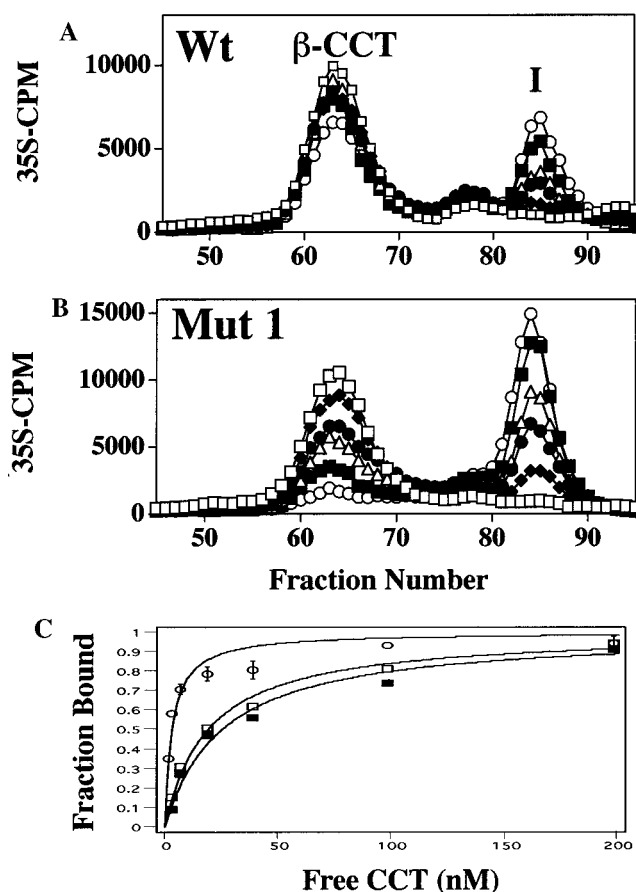 A
Wt
β-CCT
I
35S-CPM
10000
5000
0
50 60 70 80 90
B
Mut 1
35S-CPM
15000
10000
5000
0
50 60 70 80 90
Fraction Number
C
Fraction Bound
1
0.9
0.8
0.7
0.6
0.5
0.4
0.3
0.2
0.1
0
0 50 100 150 200
Free CCT (nM)